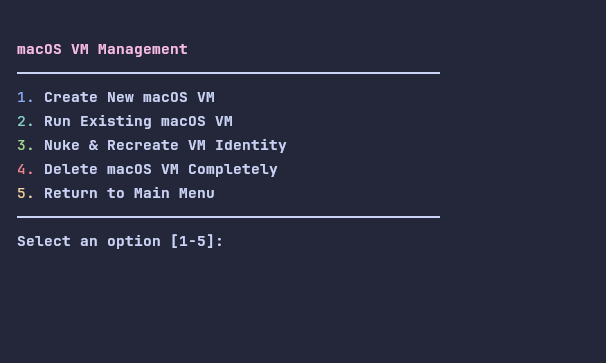 macOS VM Management
1. Create New macOS VM
2. Run Existing macOS VM
3. Nuke & Recreate VM Identity
4. Delete macOS VM Completely
5. Return to Main Menu
Select an option [1-5]: